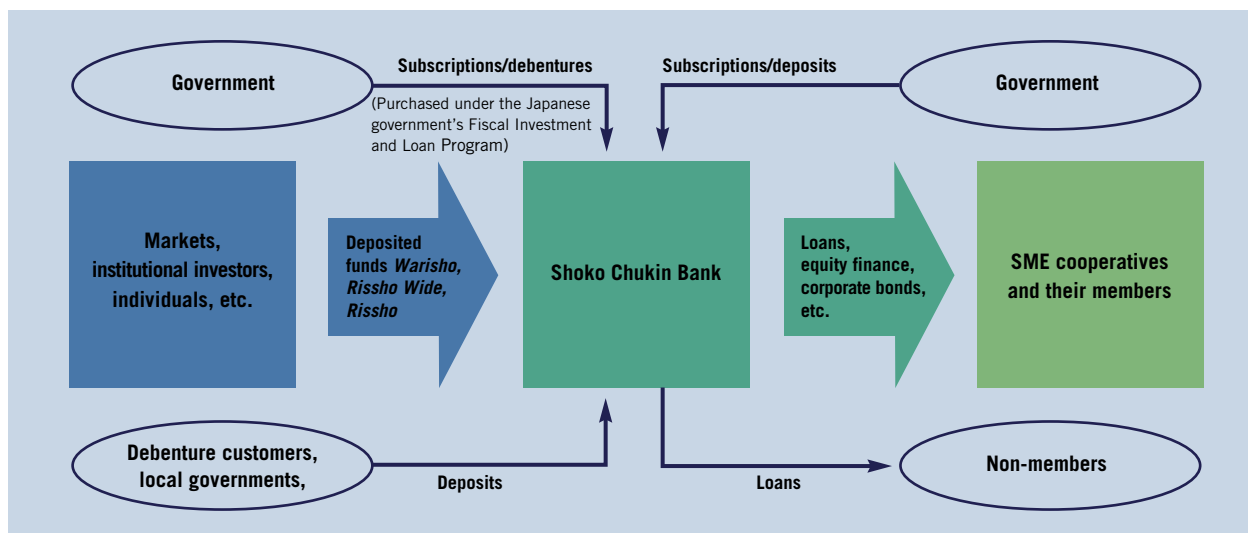 Government
Subscriptions/debentures
(Purchased under the Japanese
government's Fiscal Investment
and Loan Program)
Subscriptions/deposits
Government
Markets,
institutional investors,
individuals, etc.
Deposited
funds Warisho,
Rissho Wide,
Rissho
Shoko Chukin Bank
Loans,
equity finance,
corporate bonds,
etc.
SME cooperatives
and their members
Debenture customers,
local governments,
Deposits
Loans
Non-members